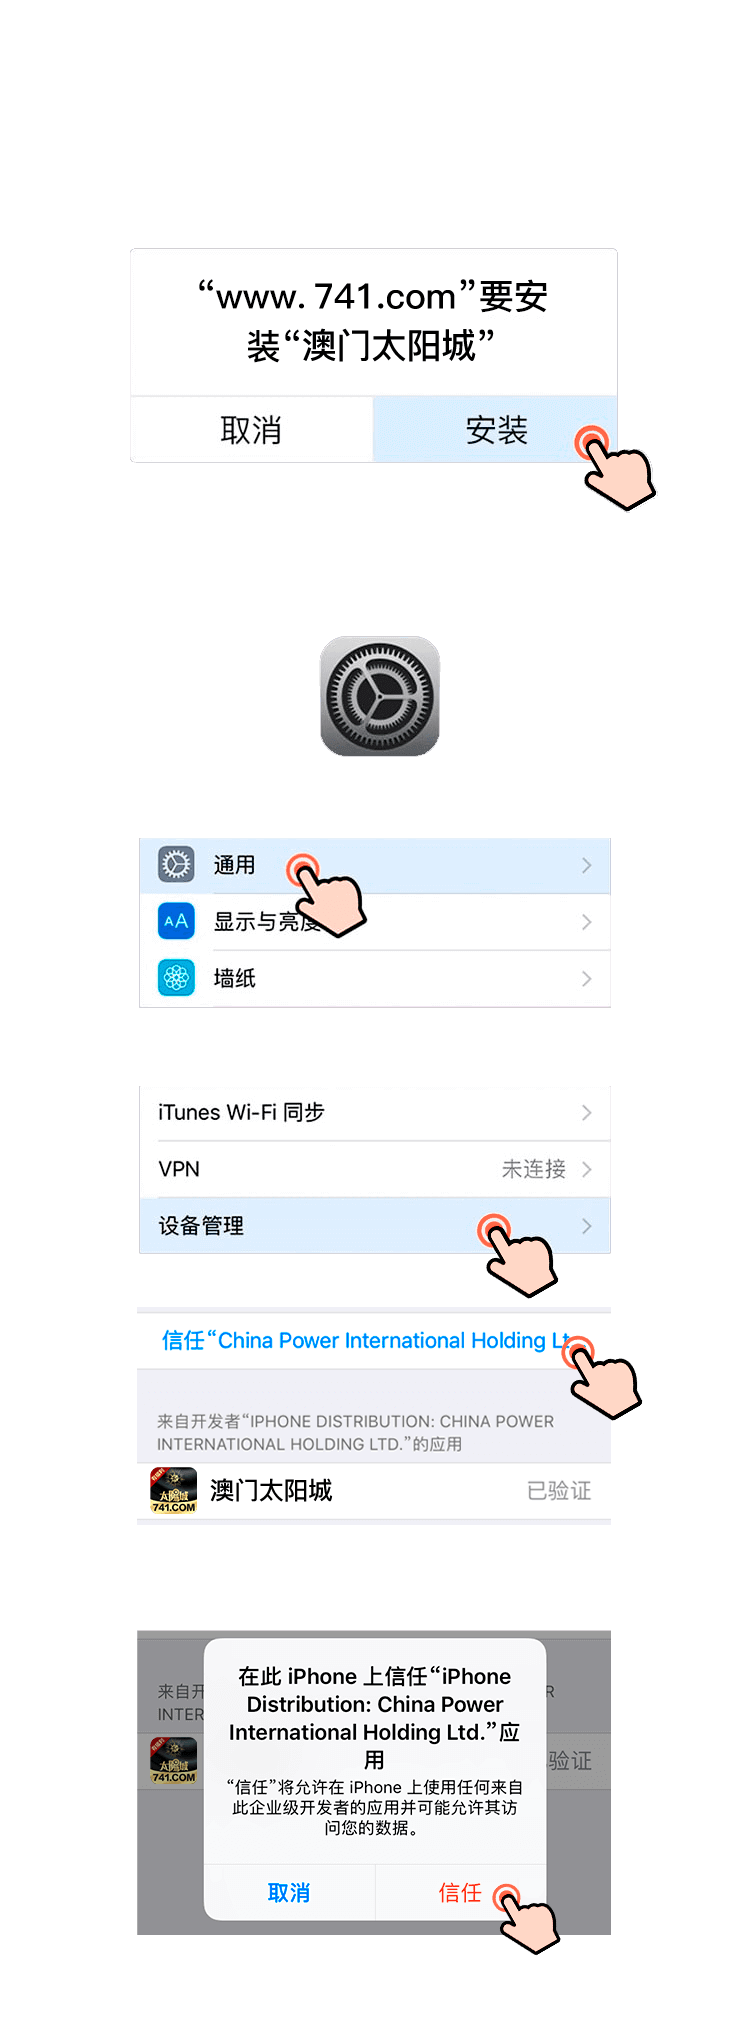 “www. 741.com”要安
装“澳门太阳城”
取消
安装
通用
显示与亮度
墙纸
iTunes Wi-Fi 同步
VPN
未连接
设备管理
信任“China Power International Holding Lt
来自开发者“IPHONE DISTRIBUTION: CHINA POWER
INTERNATIONAL HOLDING LTD.”的应用
太陽城
741.COM
澳门太阳城
已验证
在此 iPhone 上信任“iPhone
Distribution: China Power
International Holding Ltd.”应
用
“信任”将允许在 iPhone 上使用任何来自
此企业级开发者的应用并可能允许其访
问您的数据。
取消
信任
来自开
INTER
R
太陽城
741.COM
验证